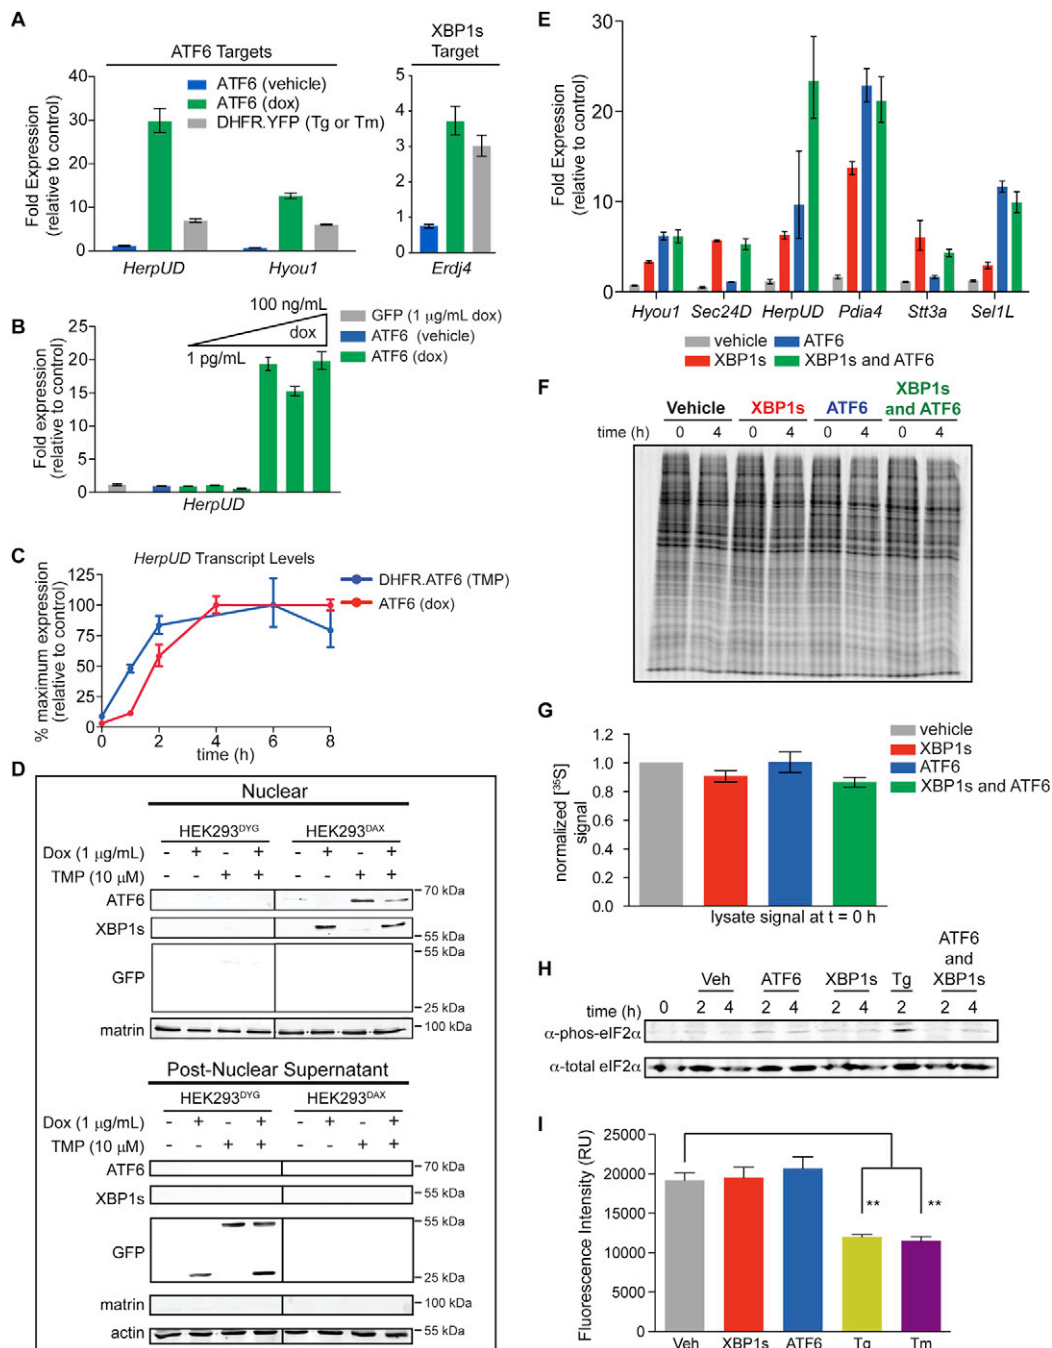 A
ATF6 Targets
XBP1s
Target
ATF6 (vehicle)
ATF6 (dox)
DHFR.YFP (Tg or Tm)
Fold Expression
(relative to control)
40
30
20
10
0
HerpUD
Hyou1
5
4
3
2
1
0
Erdj4
B
100 ng/mL
dox
1 pg/mL
GFP (1 µg/mL dox)
ATF6 (vehicle)
ATF6 (dox)
Fold expression
(relative to control)
25
20
15
10
5
0
HerpUD
C
HerpUD Transcript Levels
% maximum expression
(relative to control)
125
100
75
50
25
0
0 2 4 6 8
time (h)
DHFR.ATF6 (TMP)
ATF6 (dox)
D
Nuclear
HEK293DYG HEK293DAX
Dox (1 µg/mL) - + - + - + - +
TMP (10 µM) - - + + - - + +
ATF6
70 kDa
XBP1s
55 kDa
GFP
55 kDa
25 kDa
matrin
100 kDa
Post-Nuclear Supernatant
HEK293DYG HEK293DAX
Dox (1 µg/mL) - + - + - + - +
TMP (10 µM) - - + + - - + +
ATF6
70 kDa
XBP1s
55 kDa
GFP
55 kDa
25 kDa
matrin
100 kDa
actin
55 kDa
E
Fold Expression
(relative to control)
30
20
10
0
Hyou1 Sec24D HerpUD Pdia4 Stt3a Sel1L
vehicle
ATF6
XBP1s
XBP1s and ATF6
F
Vehicle XBP1s ATF6 XBP1s
and ATF6
time (h) 0 4 0 4 0 4 0 4
G
normalized [35S]
signal
1.2
1.0
0.8
0.6
0.4
0.2
0.0
lysate signal at t = 0 h
vehicle
XBP1s
ATF6
XBP1s and ATF6
H
Veh ATF6 XBP1s Tg ATF6
and
XBP1s
time (h) 0 2 4 2 4 2 4 2 2 4
α-phos-eIF2α
α-total eIF2α
I
Fluorescence Intensity (RU)
25000
20000
15000
10000
5000
0
** **
Veh XBP1s ATF6 Tg Tm